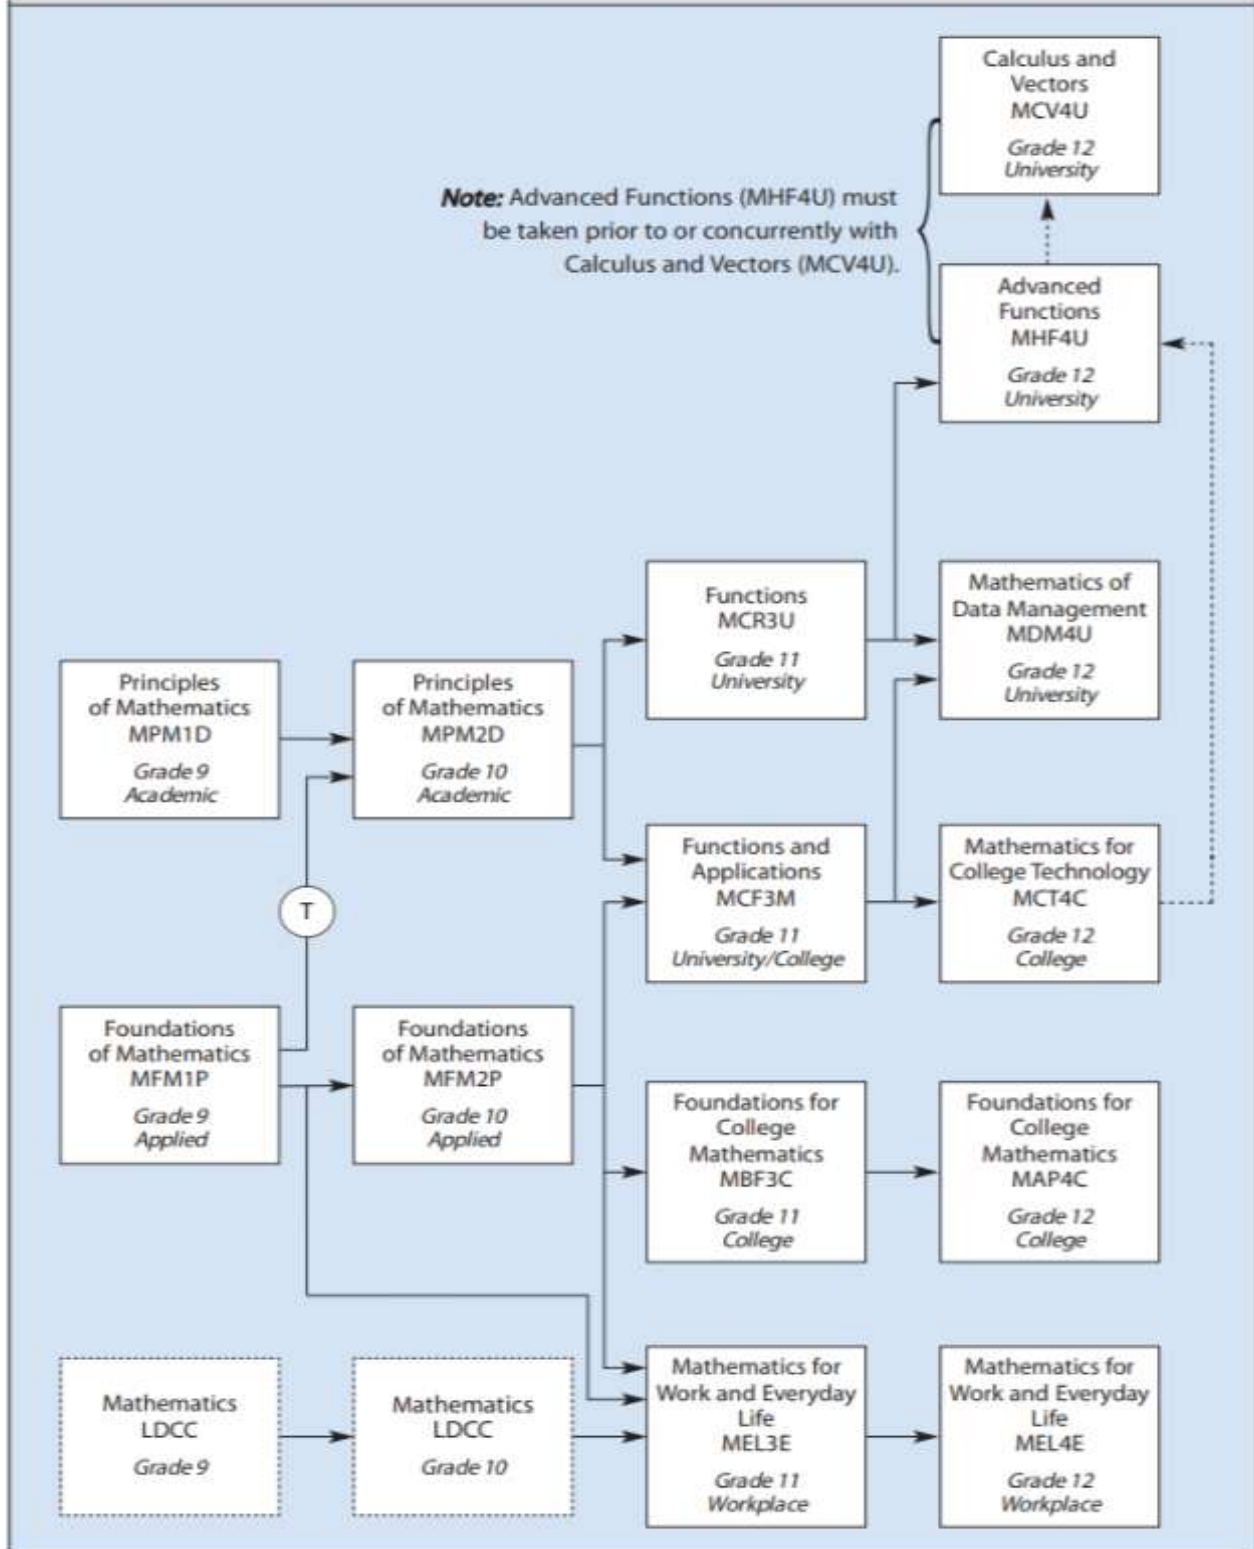 Calculus and
Vectors
MCV4U
Grade 12
University
Note: Advanced Functions (MHF4U) must
be taken prior to or concurrently with
Calculus and Vectors (MCV4U).
Advanced
Functions
MHF4U
Grade 12
University
Functions
MCR3U
Grade 11
University
Mathematics of
Data Management
MDM4U
Grade 12
University
Principles
of Mathematics
MPM1D
Grade 9
Academic
Principles
of Mathematics
MPM2D
Grade 10
Academic
Functions and
Applications
MCF3M
Grade 11
University/College
Mathematics for
College Technology
MCT4C
Grade 12
College
T
Foundations
of Mathematics
MFM1P
Grade 9
Applied
Foundations
of Mathematics
MFM2P
Grade 10
Applied
Foundations for
College
Mathematics
MBF3C
Grade 11
College
Foundations for
College
Mathematics
MAP4C
Grade 12
College
Mathematics
LDCC
Grade 9
Mathematics
LDCC
Grade 10
Mathematics for
Work and Everyday
Life
MEL3E
Grade 11
Workplace
Mathematics for
Work and Everyday
Life
MEL4E
Grade 12
Workplace